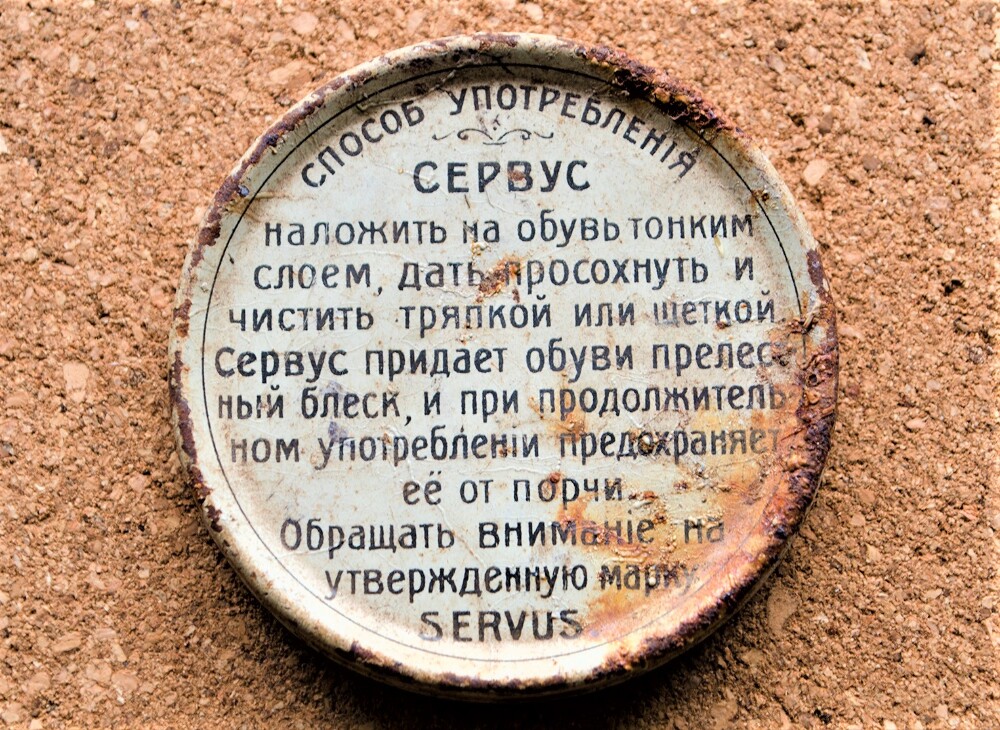 СПОСОБ УПОТРЕБЛЕНІЯ
СЕРВУС
наложить на обувь тонким
слоем, дать просохнуть и
чистить тряпкой или щеткой
Сервус придает обуви прелест
ный блеск, и при продолжитель
ном употребленіи предохраняет
её от порчи.
Обращать вниманіе на
утвержденную марку
SERVUS